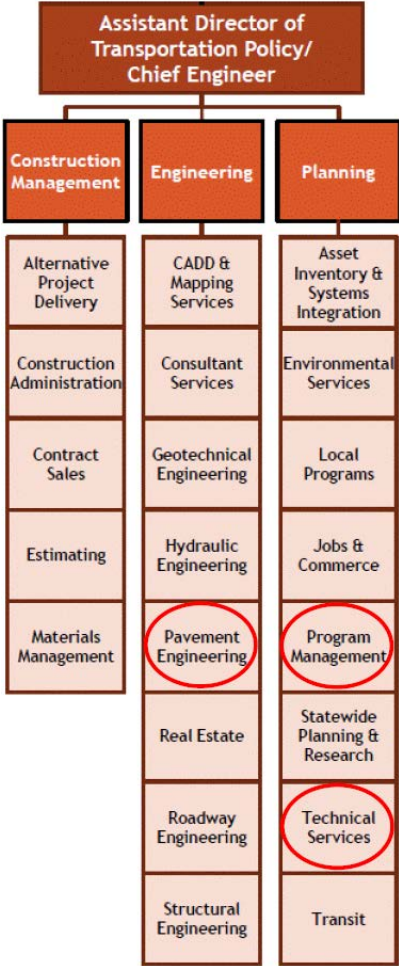 Assistant Director of
Transportation Policy/
Chief Engineer
Construction
Management
Engineering
Planning
Alternative
Project
Delivery
Construction
Administration
Contract
Sales
Estimating
Materials
Management
CADD &
Mapping
Services
Consultant
Services
Geotechnical
Engineering
Hydraulic
Engineering
Pavement
Engineering
Real Estate
Roadway
Engineering
Structural
Engineering
Asset
Inventory &
Systems
Integration
Environmental
Services
Local
Programs
Jobs &
Commerce
Program
Management
Statewide
Planning &
Research
Technical
Services
Transit